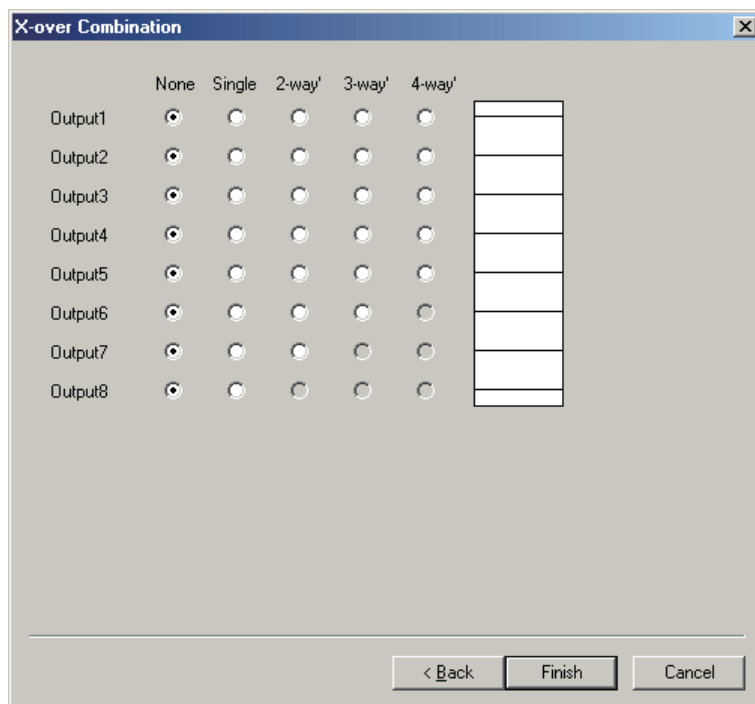 X-over Combination
None Single 2-way' 3-way' 4-way'
Output1
Output2
Output3
Output4
Output5
Output6
Output7
Output8
< Back Finish Cancel